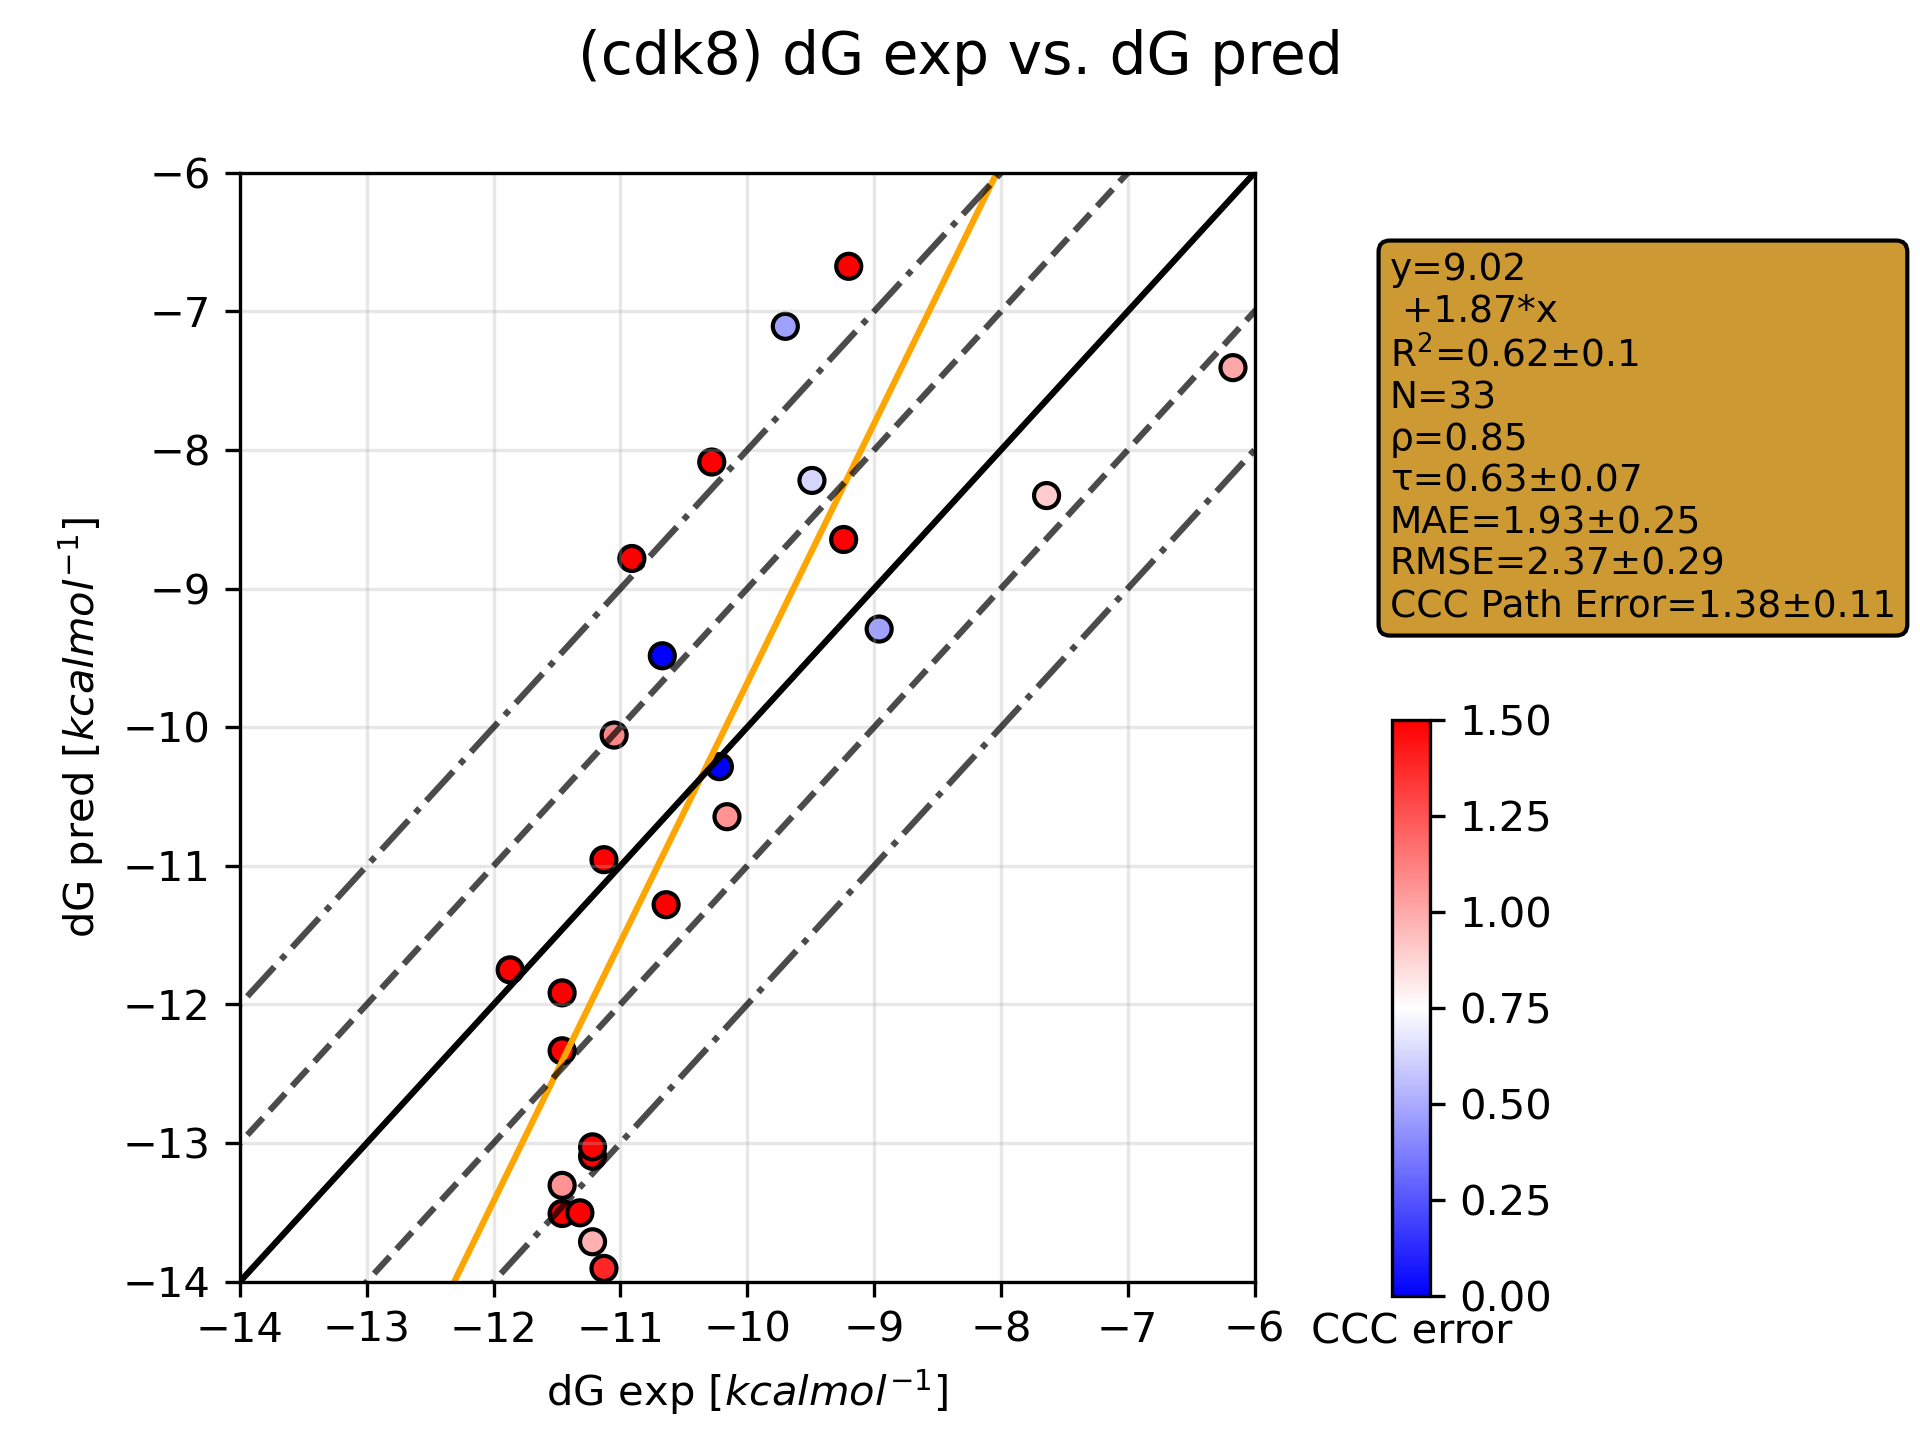 (cdk8) dG exp vs. dG pred
−6
−7
−8
−9
−10
−11
−12
−13
−14
dG pred [kcalmol⁻¹]
−14 −13 −12 −11 −10 −9 −8 −7 −6
dG exp [kcalmol⁻¹]
y=9.02
+1.87*x
R²=0.62±0.1
N=33
ρ=0.85
τ=0.63±0.07
MAE=1.93±0.25
RMSE=2.37±0.29
CCC Path Error=1.38±0.11
1.50
1.25
1.00
0.75
0.50
0.25
0.00
CCC error